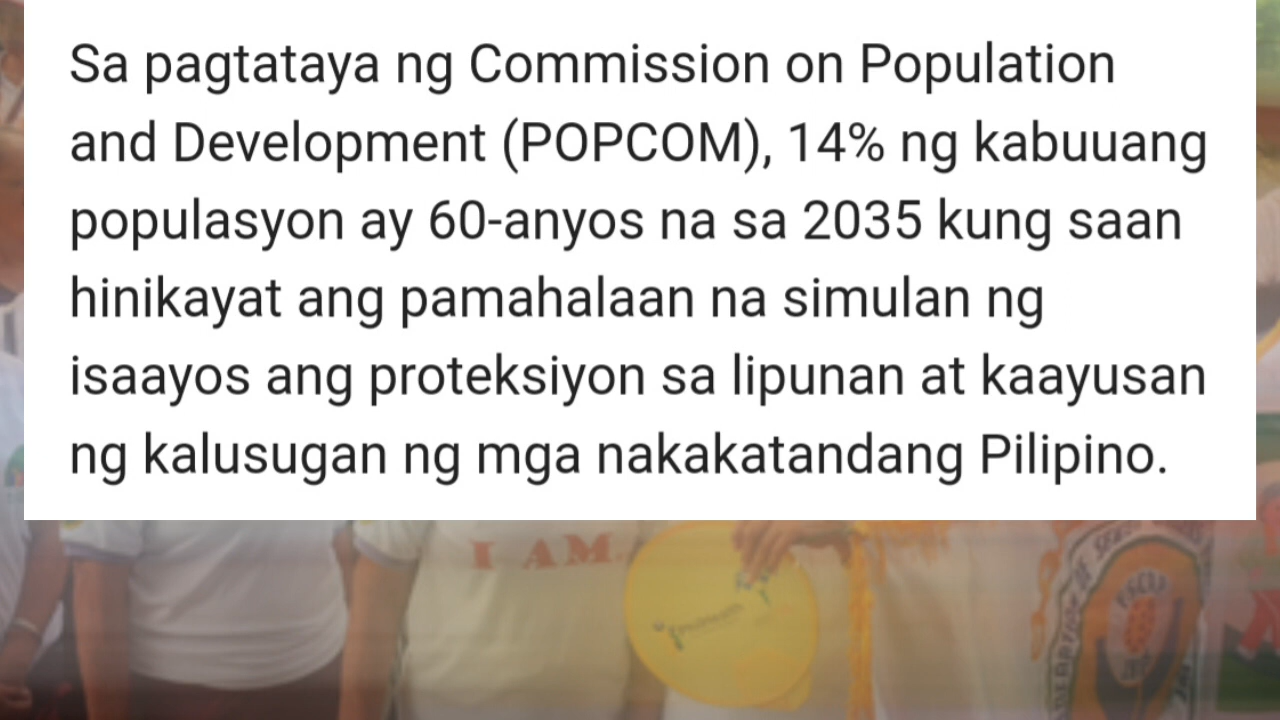 Sa pagtataya ng Commission on Population
and Development (POPCOM), 14% ng kabuuang
populasyon ay 60-anyos na sa 2035 kung saan
hinikayat ang pamahalaan na simulan ng
isaayos ang proteksiyon sa lipunan at kaayusan
ng kalusugan ng mga nakakatandang Pilipino.
I AM